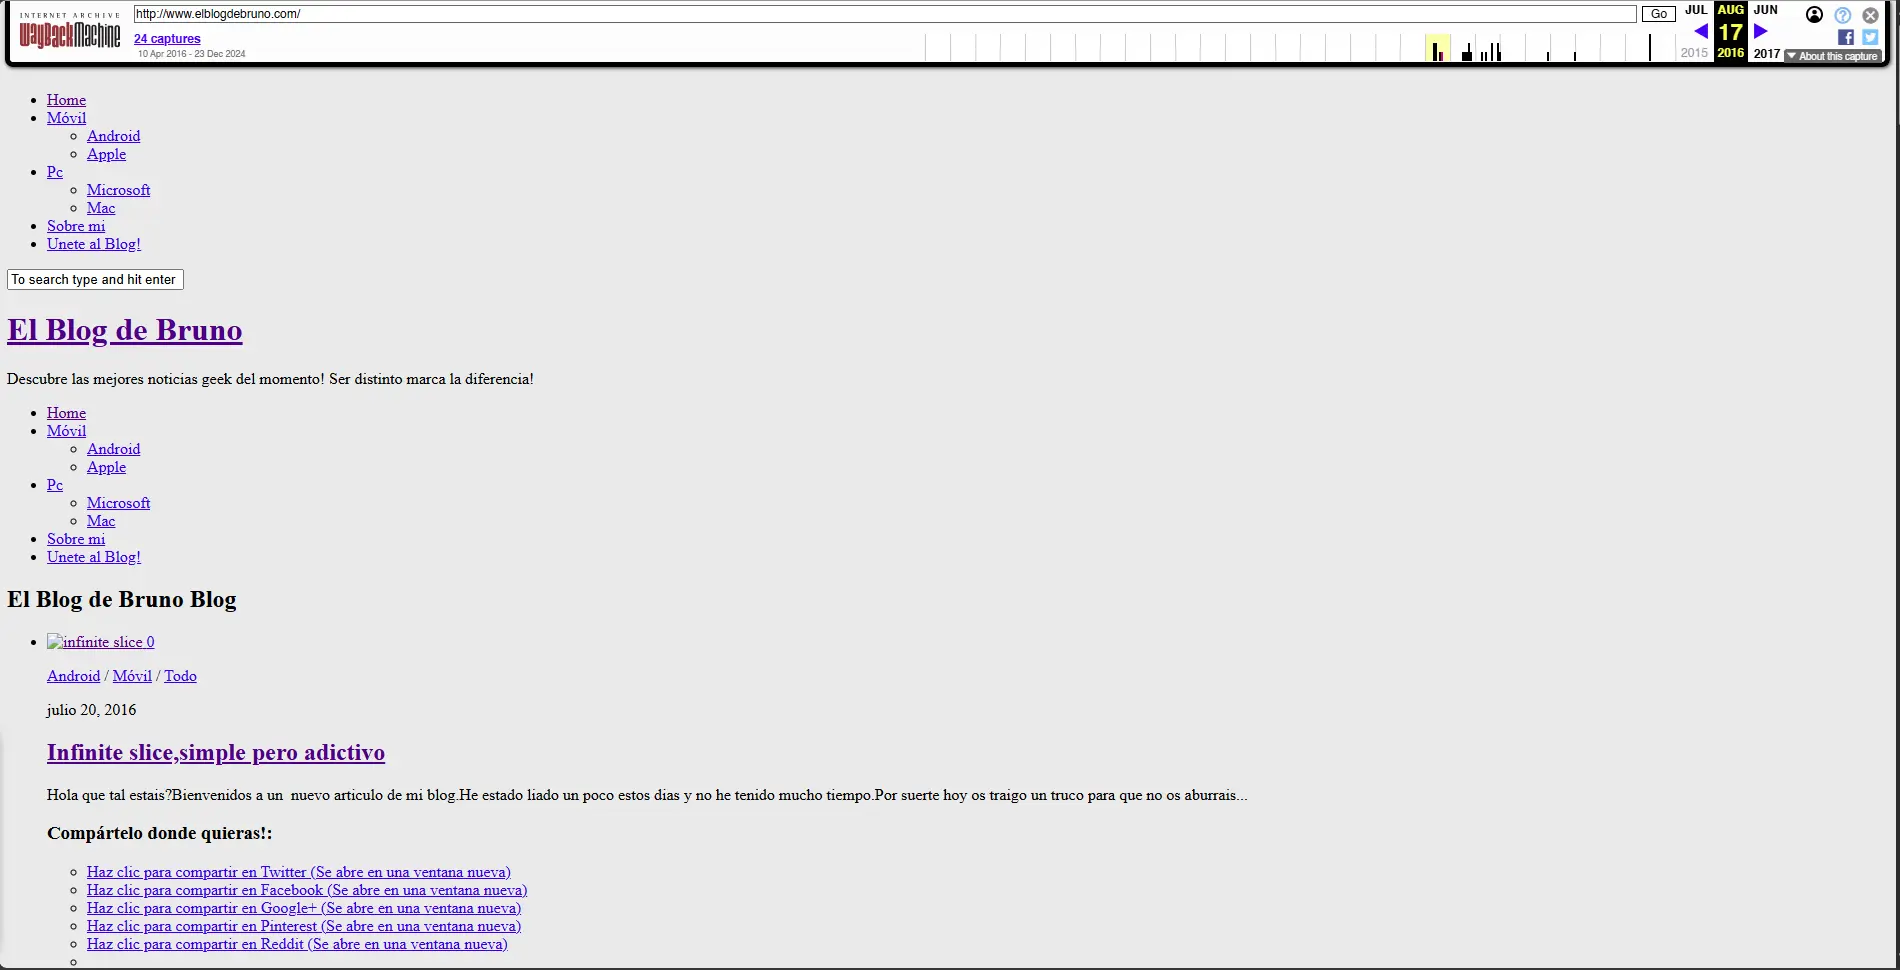 INTERNET ARCHIVE
WayBackMachine
http://www.elblogdebruno.com/
Go
JUL AUG JUN
17
2015 2016 2017
24 captures
10 Apr 2016 - 23 Dec 2024
About this capture
Home
Móvil
Android
Apple
Pc
Microsoft
Mac
Sobre mi
Unete al Blog!
To search type and hit enter
El Blog de Bruno
Descubre las mejores noticias geek del momento! Ser distinto marca la diferencia!
Home
Móvil
Android
Apple
Pc
Microsoft
Mac
Sobre mi
Unete al Blog!
El Blog de Bruno Blog
infinite slice 0
Android / Móvil / Todo
julio 20, 2016
Infinite slice,simple pero adictivo
Hola que tal estais?Bienvenidos a un  nuevo articulo de mi blog.He estado liado un poco estos dias y no he tenido mucho tiempo.Por suerte hoy os traigo un truco para que no os aburrais...
Compártelo donde quieras!:
Haz clic para compartir en Twitter (Se abre en una ventana nueva)
Haz clic para compartir en Facebook (Se abre en una ventana nueva)
Haz clic para compartir en Google+ (Se abre en una ventana nueva)
Haz clic para compartir en Pinterest (Se abre en una ventana nueva)
Haz clic para compartir en Reddit (Se abre en una ventana nueva)